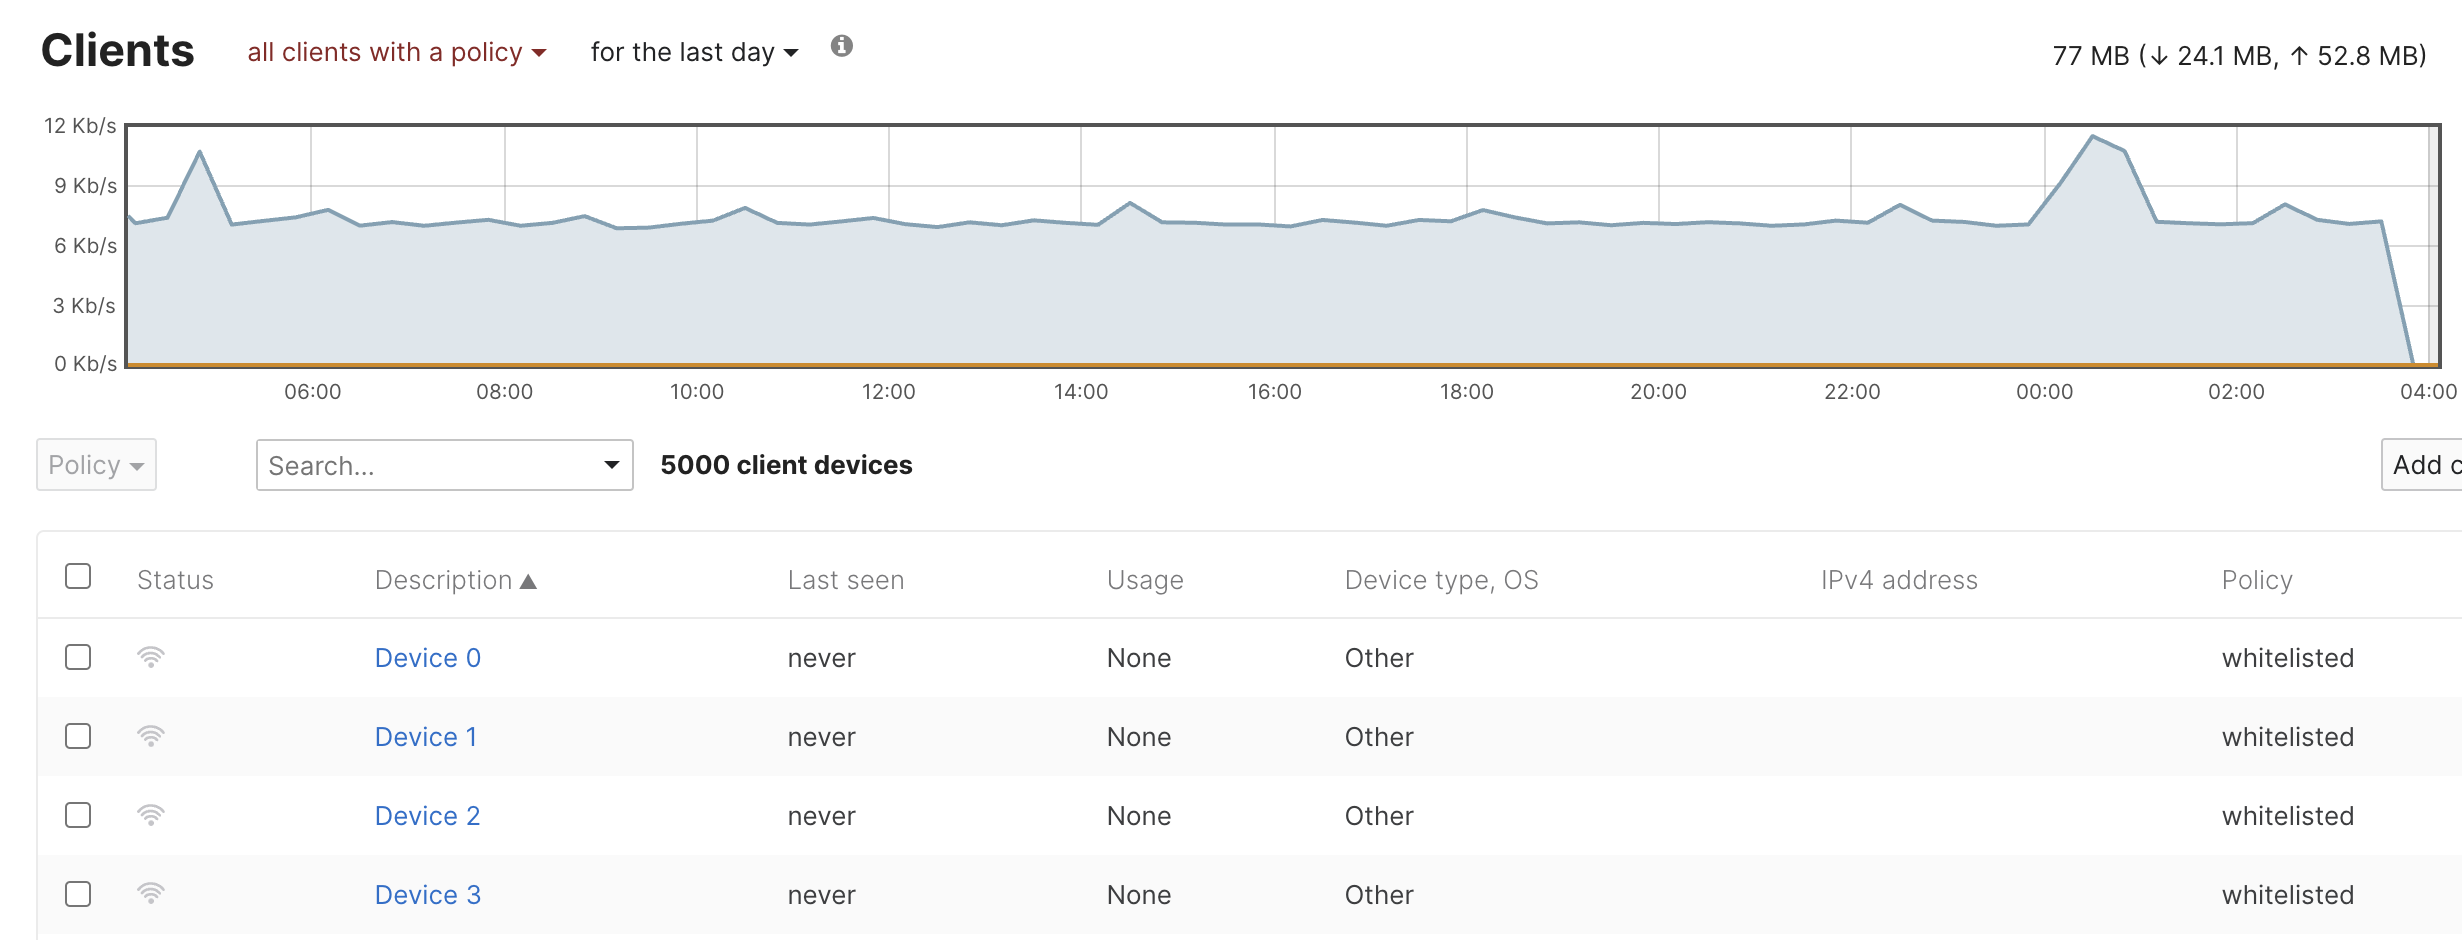 Clients all clients with a policy for the last day 77 MB (↓ 24.1 MB, ↑ 52.8 MB)
12 Kb/s
9 Kb/s
6 Kb/s
3 Kb/s
0 Kb/s
06:00 08:00 10:00 12:00 14:00 16:00 18:00 20:00 22:00 00:00 02:00 04:00
Policy Search... 5000 client devices Add
Status Description ▲ Last seen Usage Device type, OS IPv4 address Policy
Device 0 never None Other whitelisted
Device 1 never None Other whitelisted
Device 2 never None Other whitelisted
Device 3 never None Other whitelisted